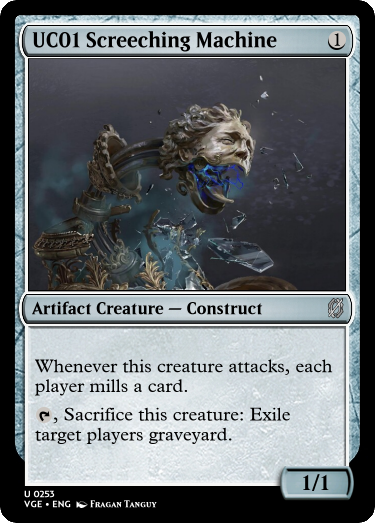 UC01 Screeching Machine 1
Artifact Creature — Construct
Whenever this creature attacks, each
player mills a card.
, Sacrifice this creature: Exile
target players graveyard.
1/1
U 0253
VGE • ENG Fragan Tanguy